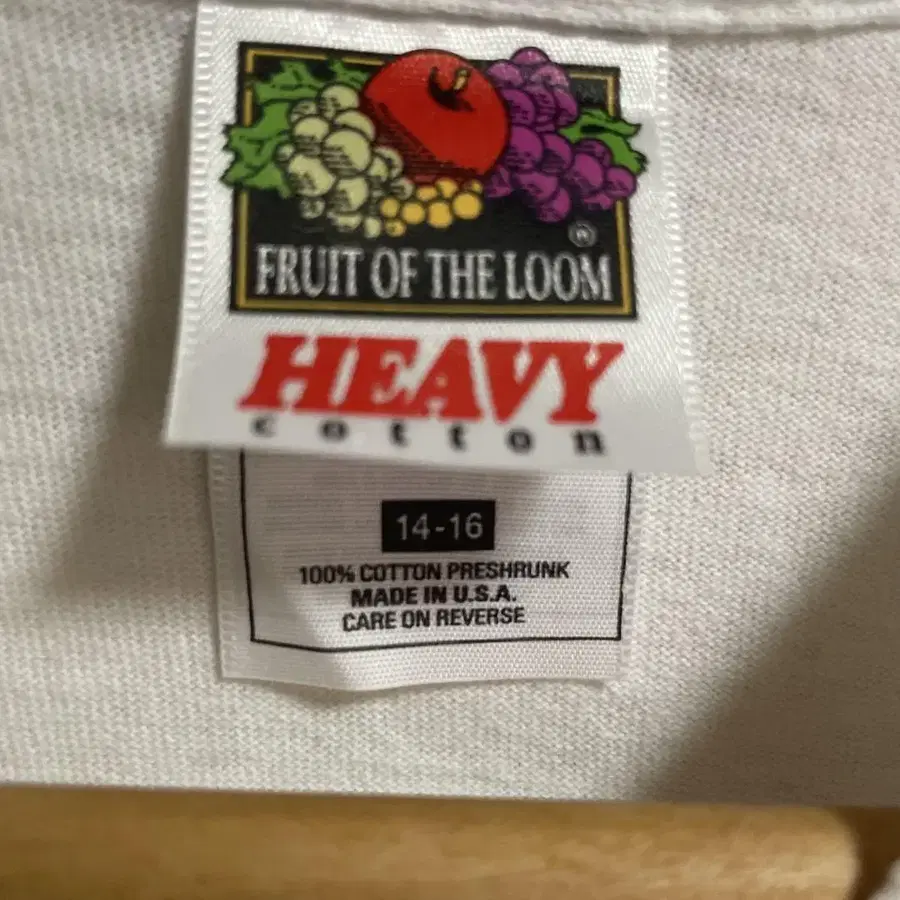 ®
FRUIT OF THE LOOM
HEAVY
cotton
14-16
100% COTTON PRESHRUNK
MADE IN U.S.A.
CARE ON REVERSE